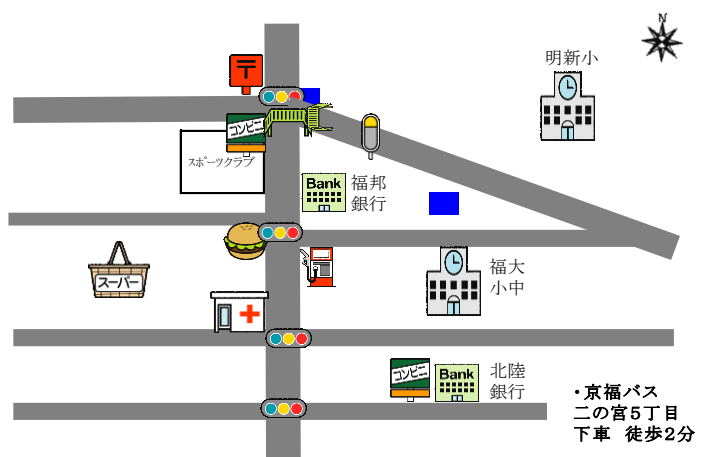 N
明新小
〒
コンビニ
スポーツクラブ
Bank
福邦
銀行
スーパー
福大
小中
コンビニ
Bank
北陸
銀行
・京福バス
二の宮５丁目
下車　徒歩２分